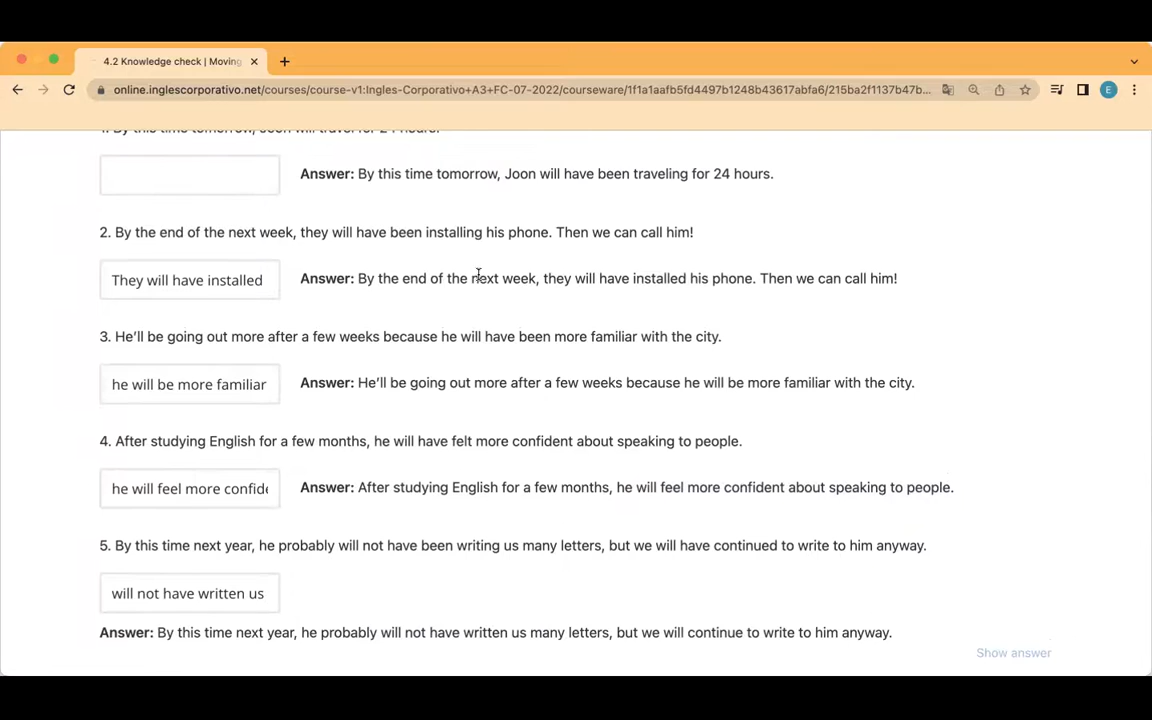 4.2 Knowledge check | Moving
online.inglescorporativo.net/courses/course-v1:Ingles-Corporativo+A3+FC-07-2022/courseware/1f1a1aafb5fd4497b1248b43617abfa6/215ba2f1137b47b...
E
1. By this time tomorrow, Joon will travel for 24 hours.
Answer: By this time tomorrow, Joon will have been traveling for 24 hours.
2. By the end of the next week, they will have been installing his phone. Then we can call him!
They will have installed
Answer: By the end of the next week, they will have installed his phone. Then we can call him!
3. He’ll be going out more after a few weeks because he will have been more familiar with the city.
he will be more familiar
Answer: He’ll be going out more after a few weeks because he will be more familiar with the city.
4. After studying English for a few months, he will have felt more confident about speaking to people.
he will feel more confide
Answer: After studying English for a few months, he will feel more confident about speaking to people.
5. By this time next year, he probably will not have been writing us many letters, but we will have continued to write to him anyway.
will not have written us
Answer: By this time next year, he probably will not have written us many letters, but we will continue to write to him anyway.
Show answer